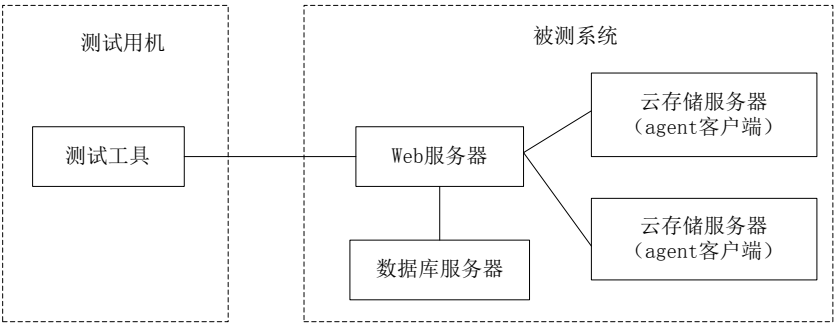 测试用机
被测系统
测试工具
Web服务器
数据库服务器
云存储服务器
（agent客户端）
云存储服务器
（agent客户端）